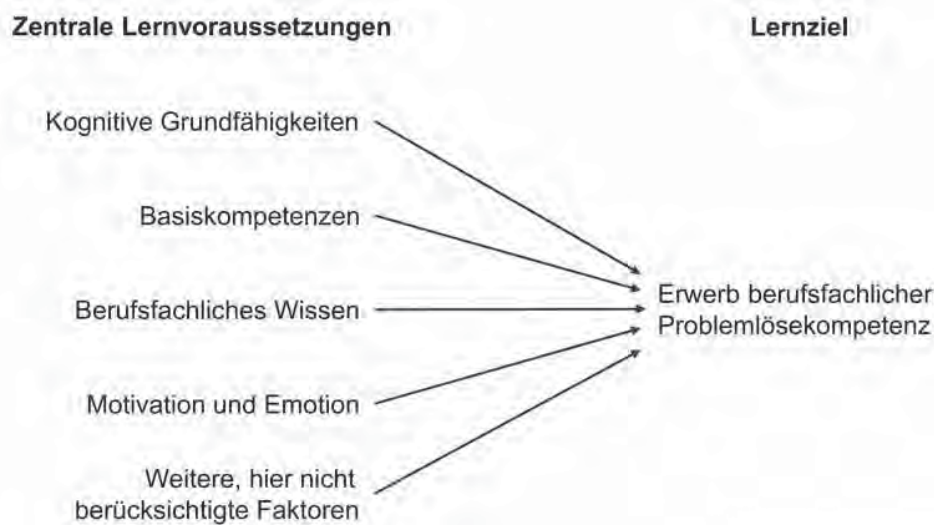 Zentrale Lernvoraussetzungen
Lernziel
Kognitive Grundfähigkeiten
Basiskompetenzen
Berufsfachliches Wissen
Motivation und Emotion
Weitere, hier nicht
berücksichtigte Faktoren
Erwerb berufsfachlicher
Problemlösekompetenz